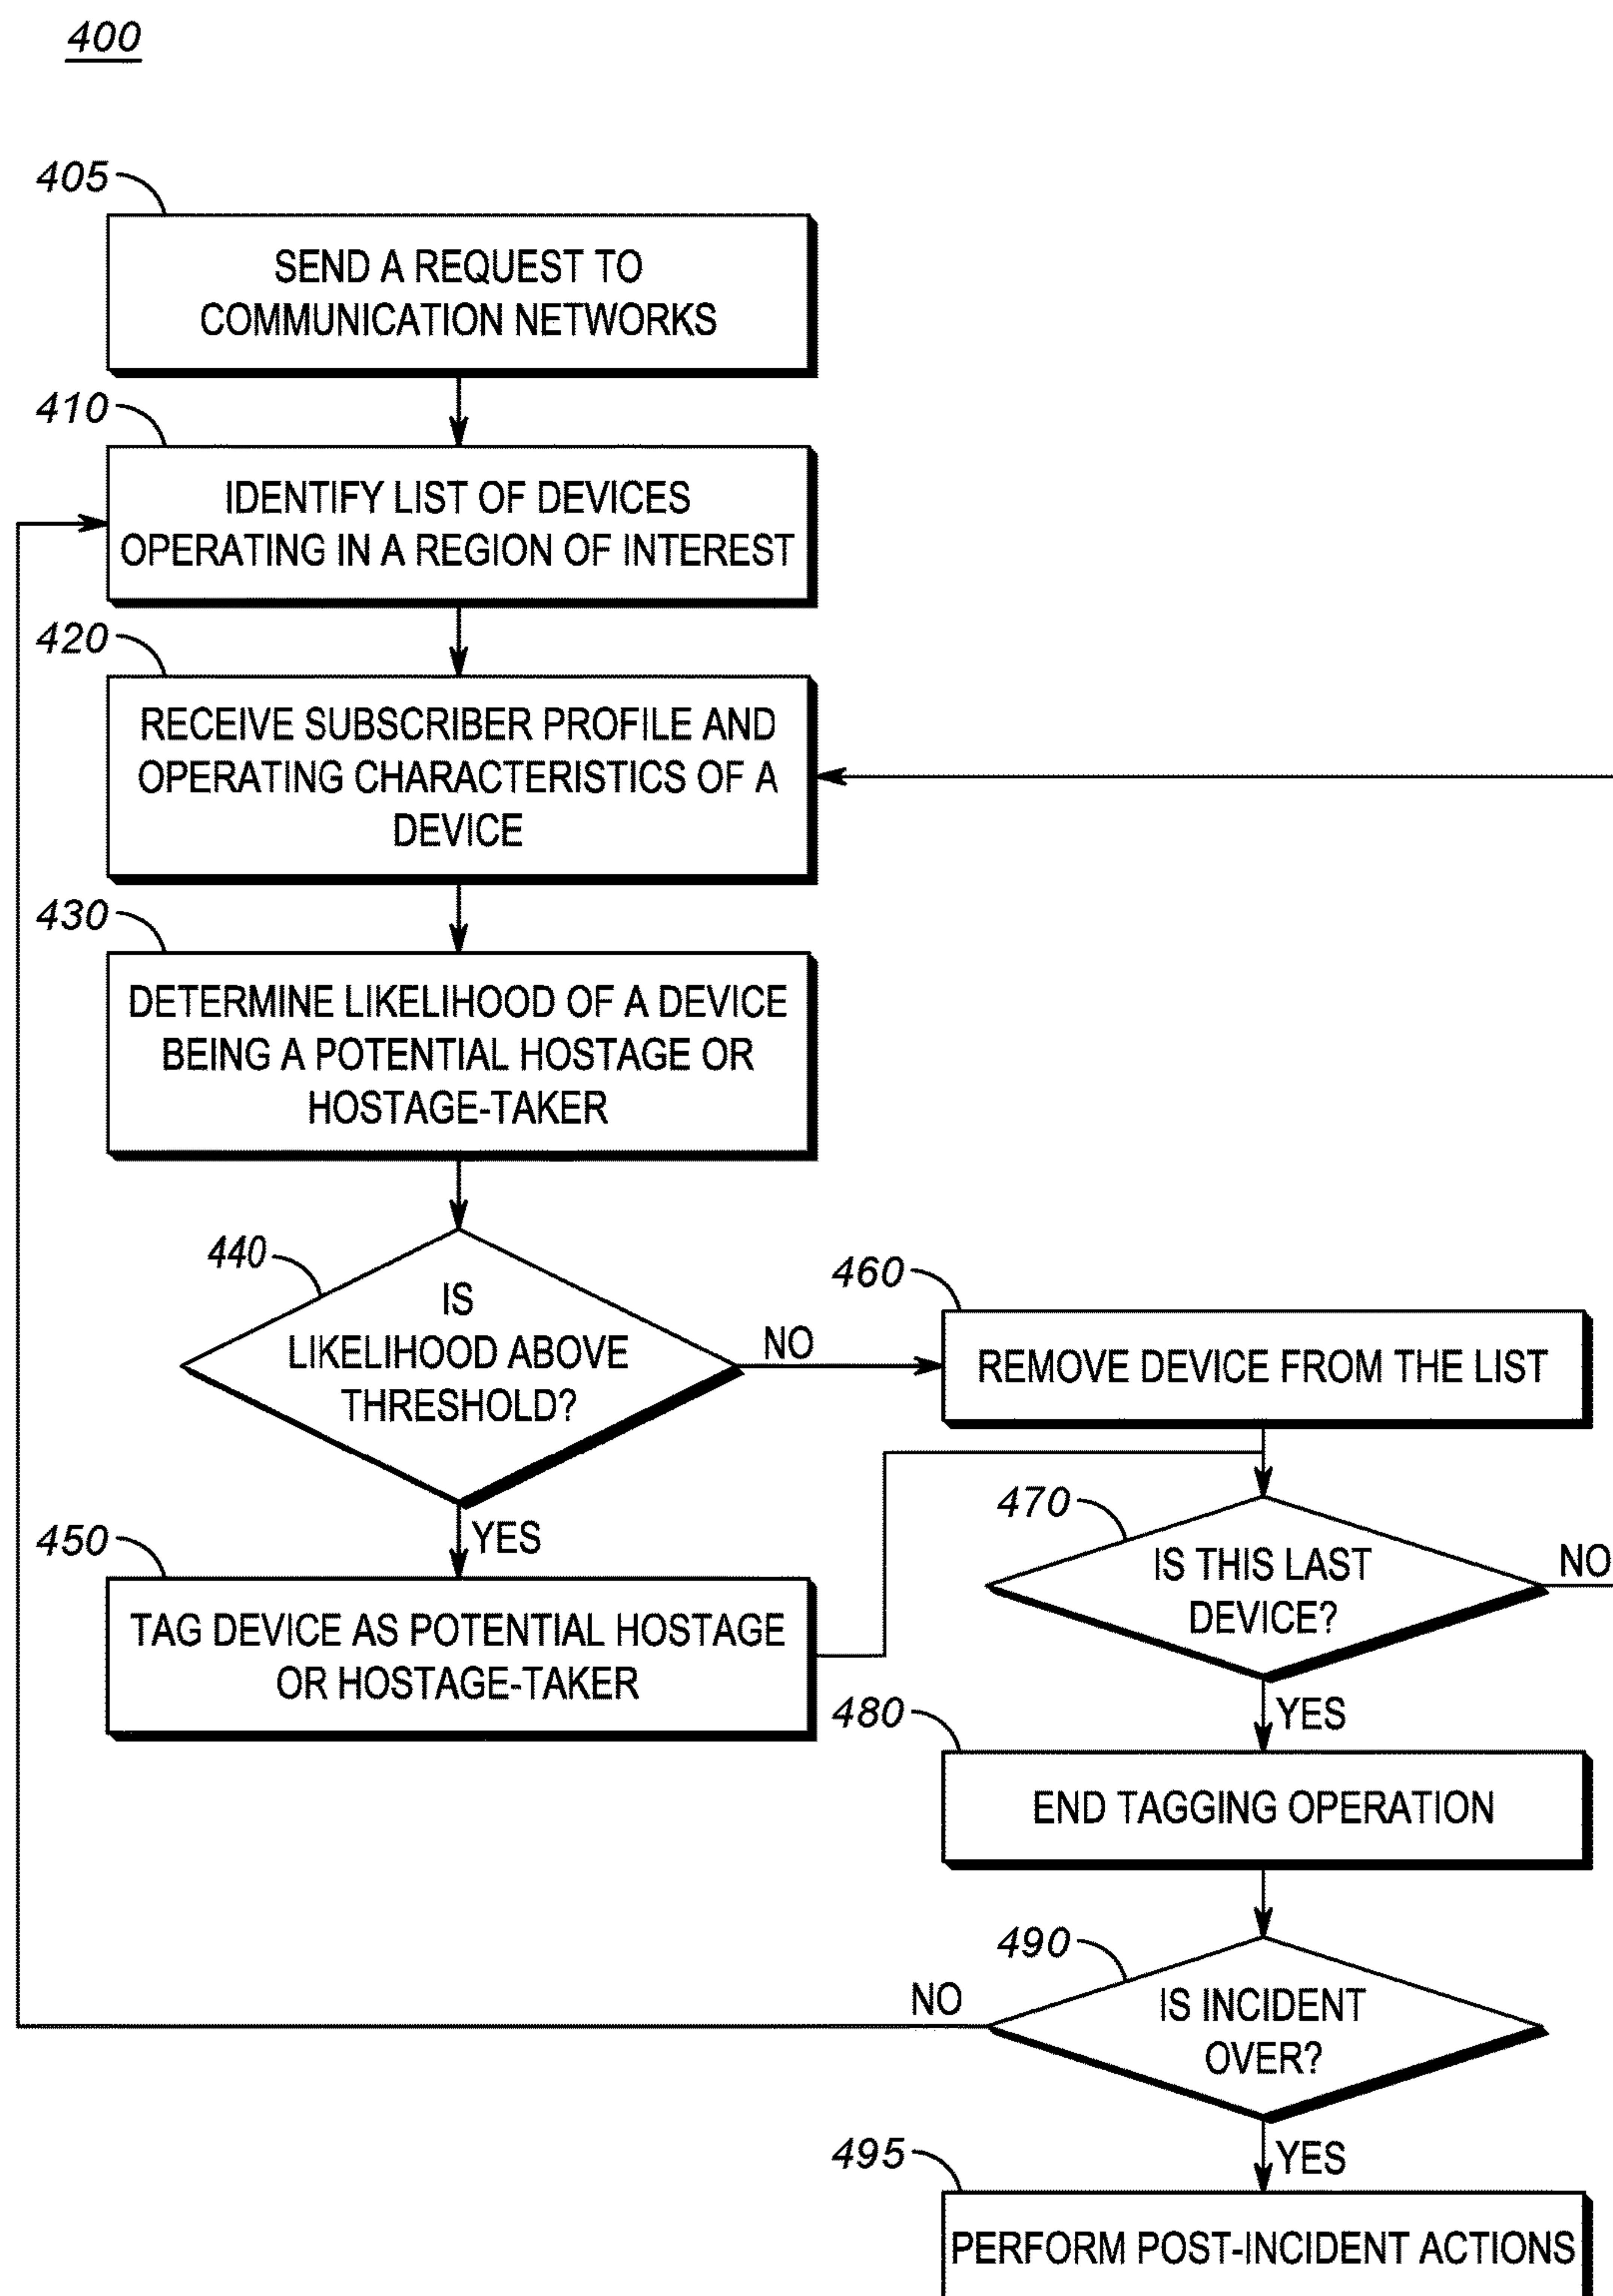 400
405
SEND A REQUEST TO
COMMUNICATION NETWORKS
410
IDENTIFY LIST OF DEVICES
OPERATING IN A REGION OF INTEREST
420
RECEIVE SUBSCRIBER PROFILE AND
OPERATING CHARACTERISTICS OF A
DEVICE
430
DETERMINE LIKELIHOOD OF A DEVICE
BEING A POTENTIAL HOSTAGE OR
HOSTAGE-TAKER
440
IS
LIKELIHOOD ABOVE
THRESHOLD?
NO
YES
450
TAG DEVICE AS POTENTIAL HOSTAGE
OR HOSTAGE-TAKER
460
REMOVE DEVICE FROM THE LIST
470
IS THIS LAST
DEVICE?
NO
YES
480
END TAGGING OPERATION
490
IS INCIDENT
OVER?
NO
YES
495
PERFORM POST-INCIDENT ACTIONS